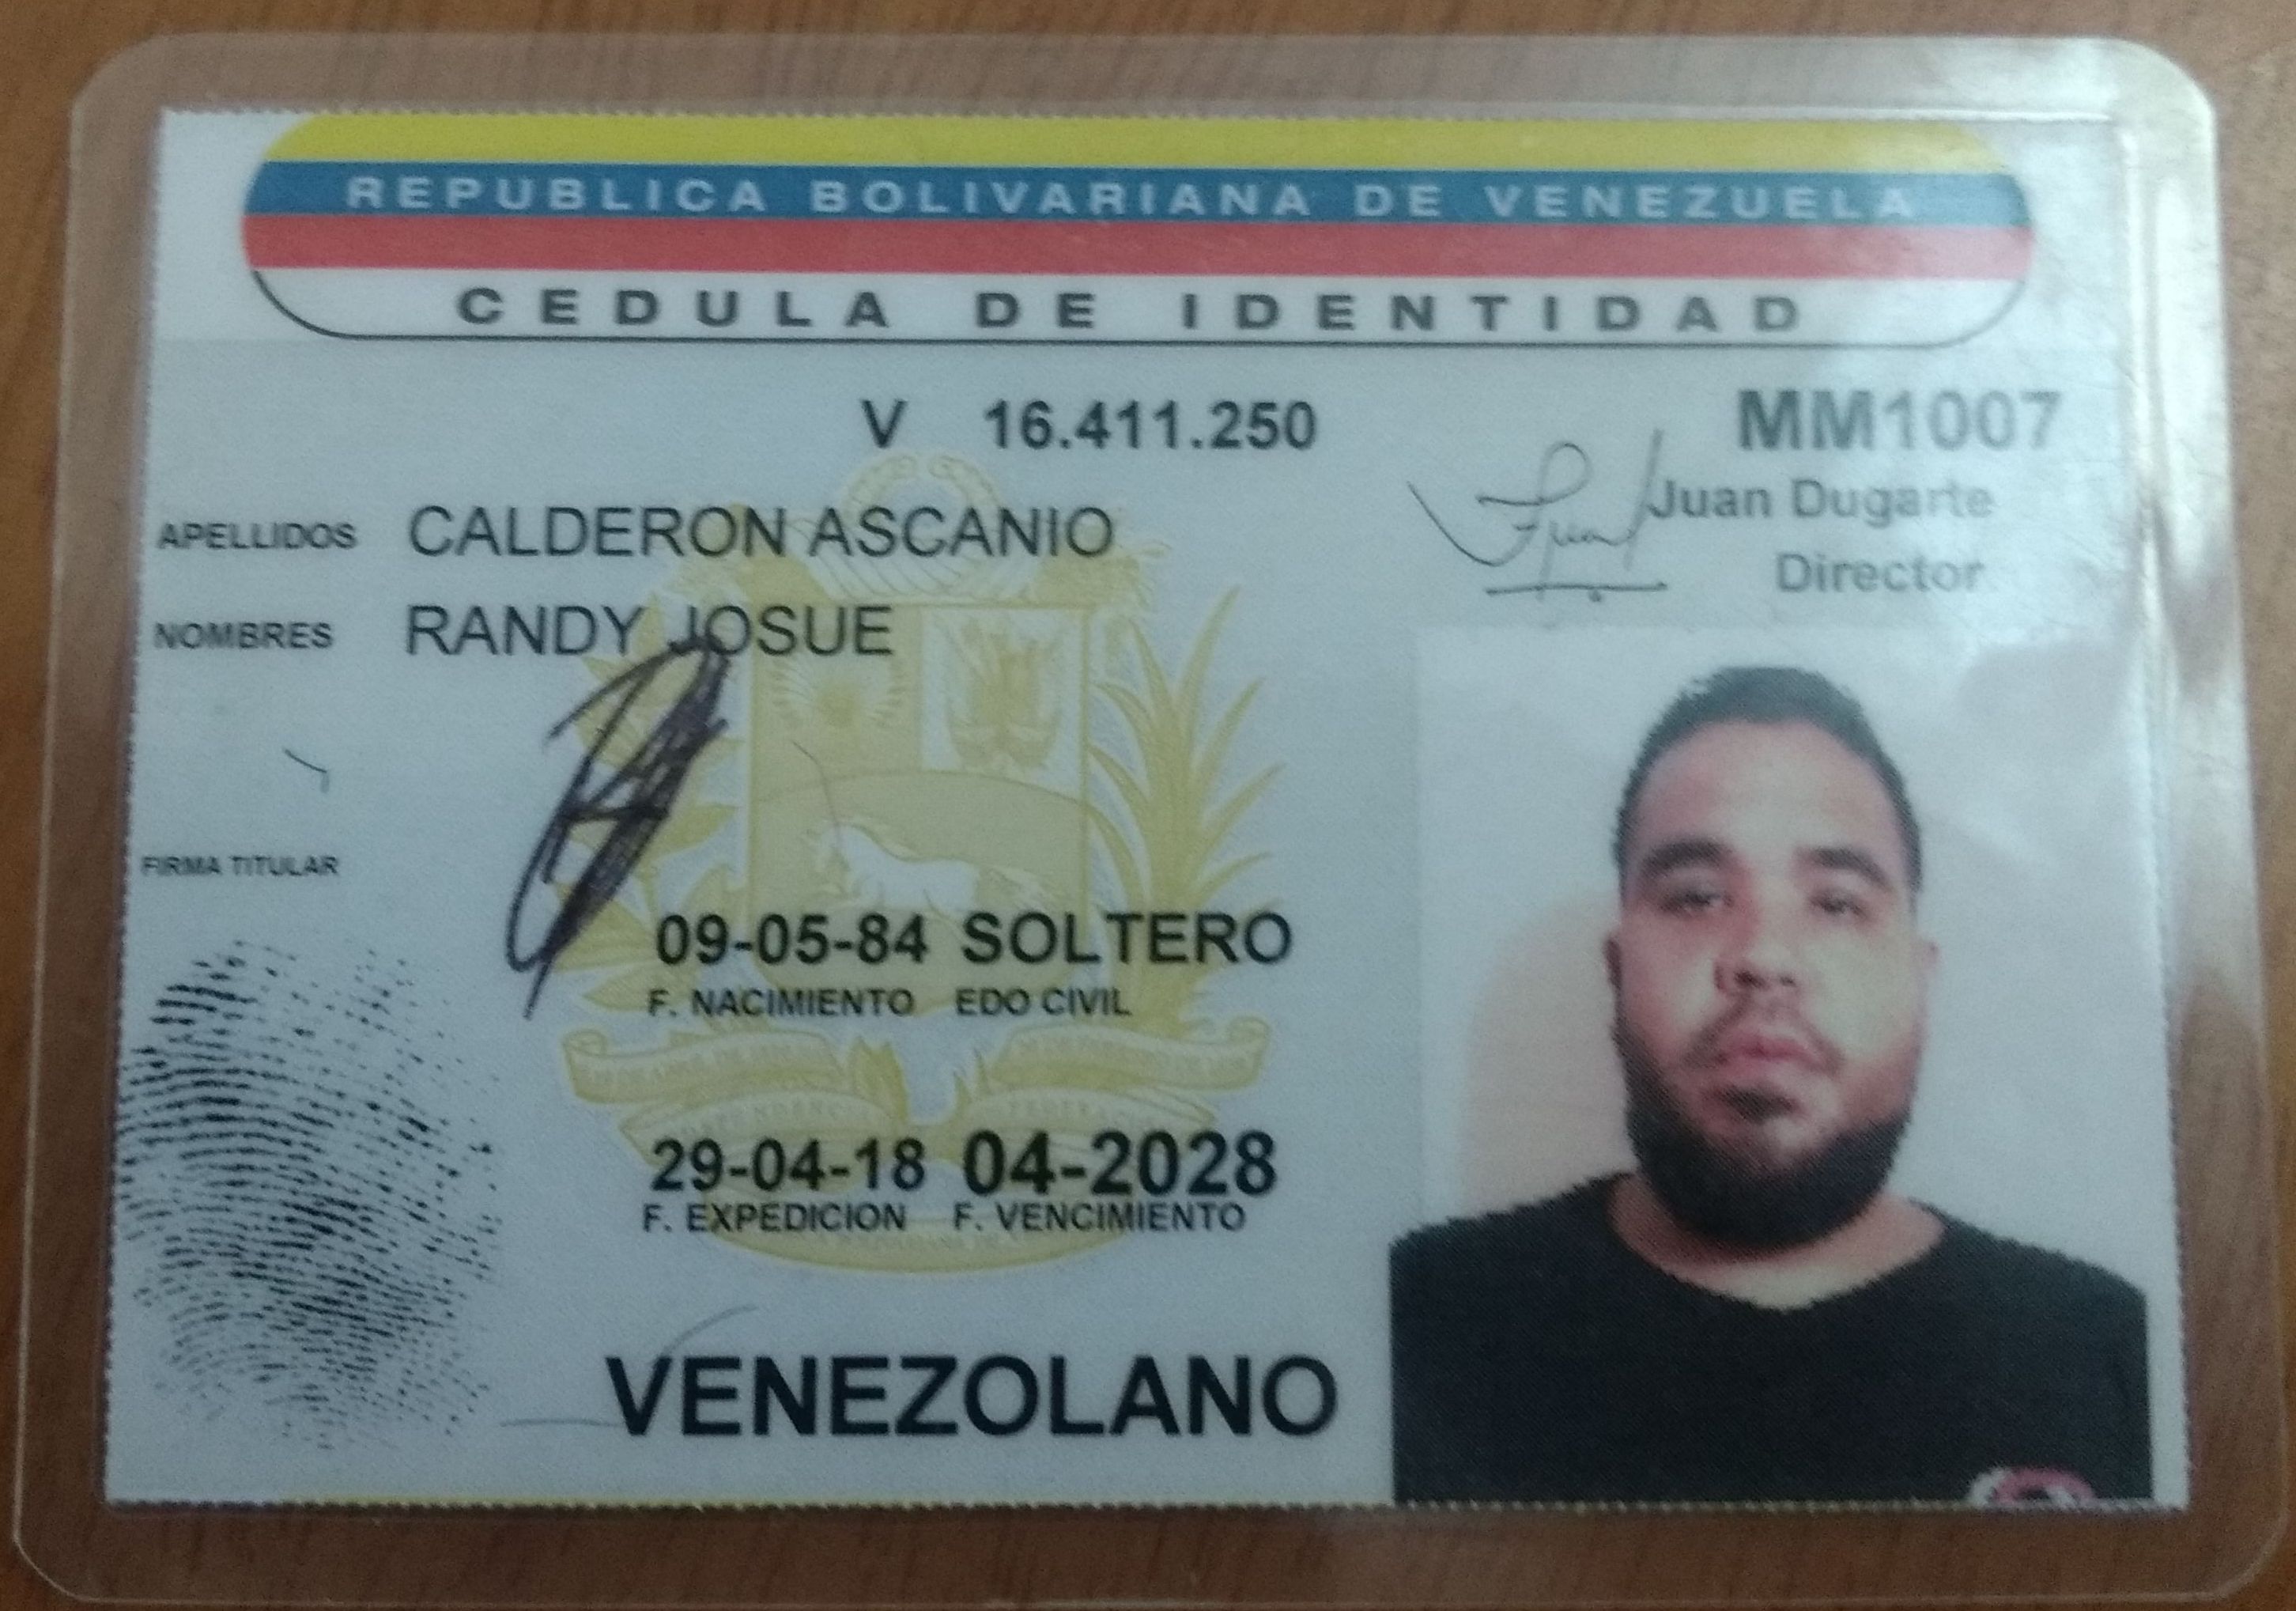 REPUBLICA BOLIVARIANA DE VENEZUELA
CEDULA DE IDENTIDAD
V 16.411.250
MM1007
Juan Dugarte
Director
APELLIDOS CALDERON ASCANIO
NOMBRES RANDY JOSUE
FIRMA TITULAR
09-05-84 SOLTERO
F. NACIMIENTO EDO CIVIL
29-04-18 04-2028
F. EXPEDICION F. VENCIMIENTO
VENEZOLANO